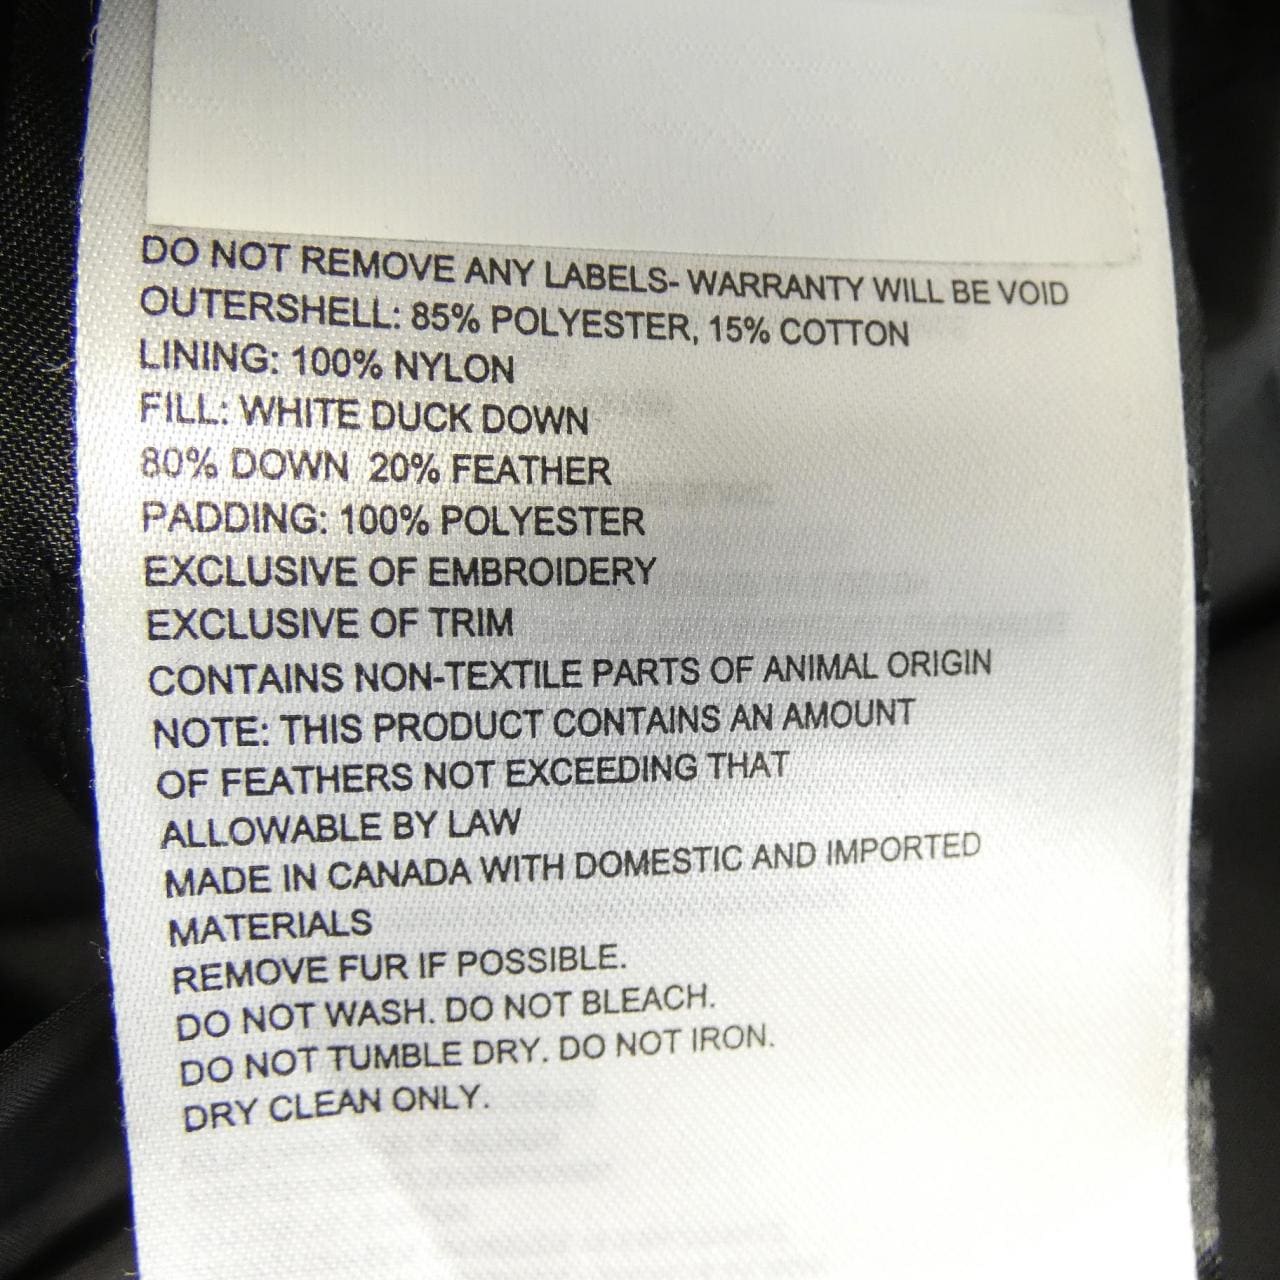 DO NOT REMOVE ANY LABELS- WARRANTY WILL BE VOID
OUTERSHELL: 85% POLYESTER, 15% COTTON
LINING: 100% NYLON
FILL: WHITE DUCK DOWN
80% DOWN  20% FEATHER
PADDING: 100% POLYESTER
EXCLUSIVE OF EMBROIDERY
EXCLUSIVE OF TRIM
CONTAINS NON-TEXTILE PARTS OF ANIMAL ORIGIN
NOTE: THIS PRODUCT CONTAINS AN AMOUNT
OF FEATHERS NOT EXCEEDING THAT
ALLOWABLE BY LAW
MADE IN CANADA WITH DOMESTIC AND IMPORTED
MATERIALS
REMOVE FUR IF POSSIBLE.
DO NOT WASH. DO NOT BLEACH.
DO NOT TUMBLE DRY. DO NOT IRON.
DRY CLEAN ONLY.